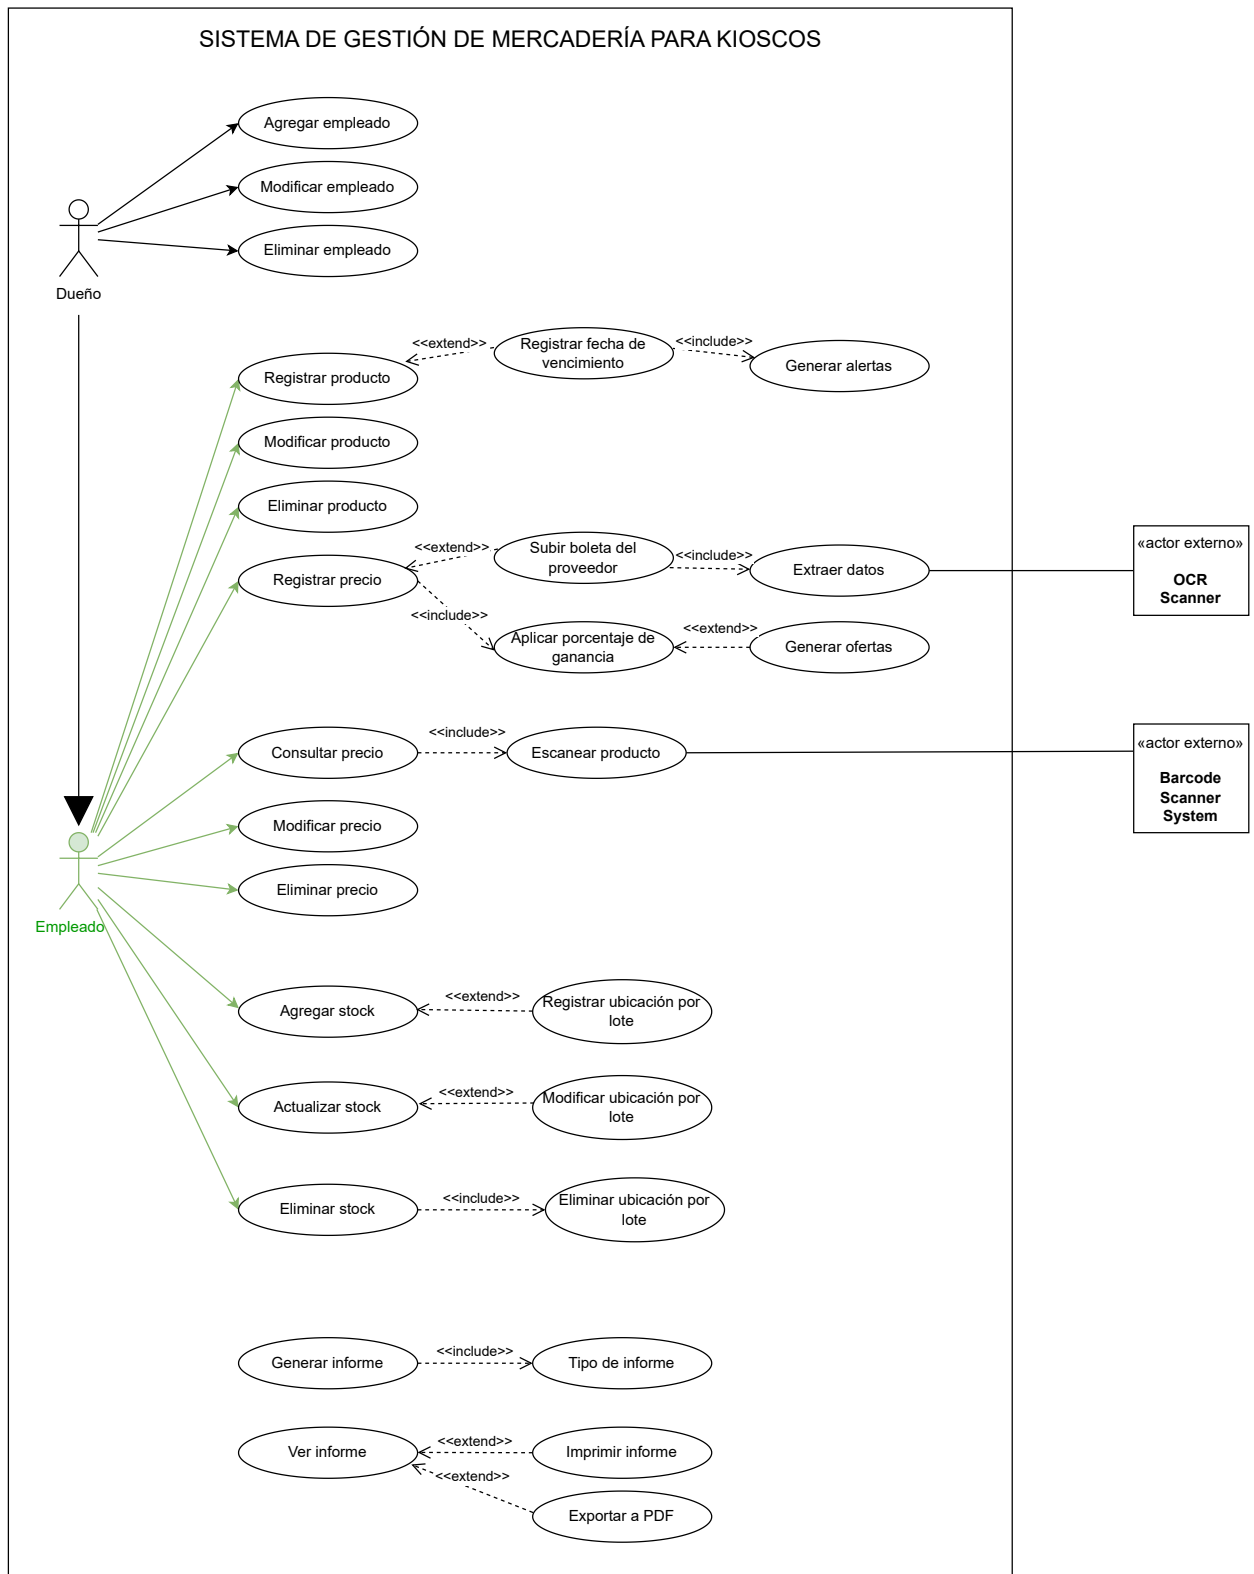 SISTEMA DE GESTIÓN DE MERCADERÍA PARA KIOSCOS
Agregar empleado
Modificar empleado
Eliminar empleado
Dueño
<<extend>>
Registrar fecha de
vencimiento
<<include>>
Generar alertas
Registrar producto
Modificar producto
Eliminar producto
<<extend>>
Subir boleta del
proveedor
<<include>>
Extraer datos
«actor externo»
OCR
Scanner
Registrar precio
<<include>>
Aplicar porcentaje de
ganancia
<<extend>>
Generar ofertas
Consultar precio
<<include>>
Escanear producto
«actor externo»
Barcode
Scanner
System
Modificar precio
Eliminar precio
Empleado
Agregar stock
<<extend>>
Registrar ubicación por
lote
Actualizar stock
<<extend>>
Modificar ubicación por
lote
Eliminar stock
<<include>>
Eliminar ubicación por
lote
Generar informe
<<include>>
Tipo de informe
Ver informe
<<extend>>
Imprimir informe
<<extend>>
Exportar a PDF